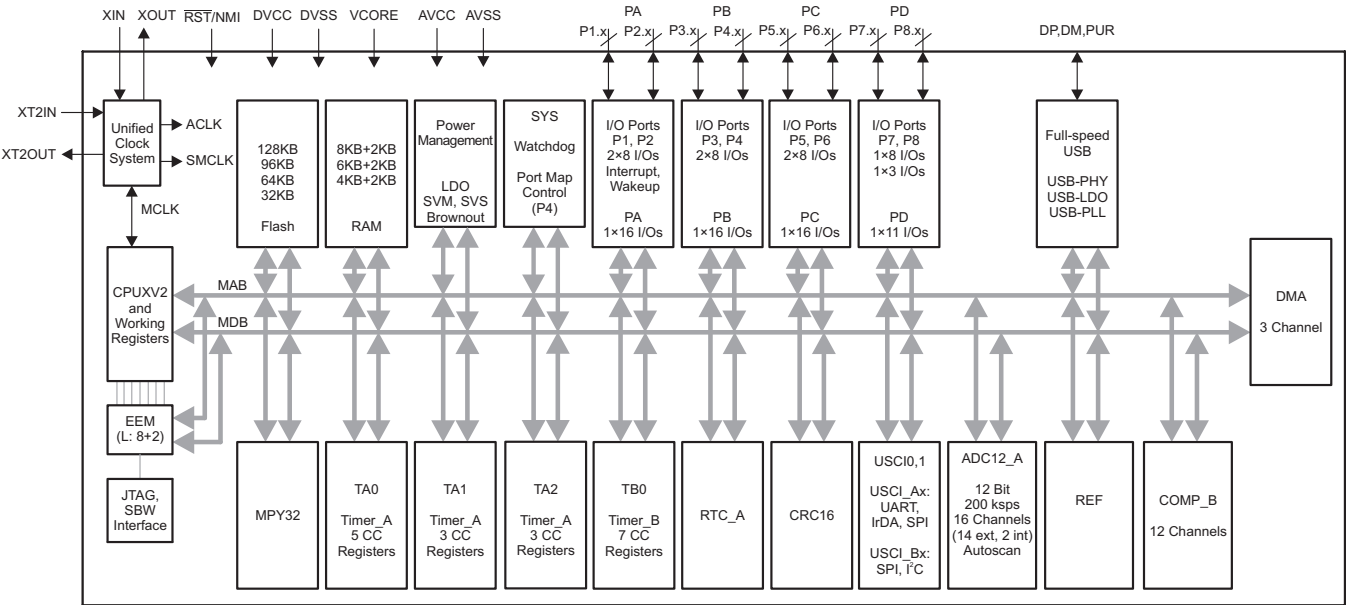 XIN
XOUT
RST/NMI
DVCC
DVSS
VCORE
AVCC
AVSS
PA
P1.x
P2.x
PB
P3.x
P4.x
PC
P5.x
P6.x
PD
P7.x
P8.x
DP,DM,PUR
XT2IN
XT2OUT
Unified
Clock
System
ACLK
SMCLK
MCLK
128KB
96KB
64KB
32KB
Flash
8KB+2KB
6KB+2KB
4KB+2KB
RAM
Power
Management
LDO
SVM, SVS
Brownout
SYS
Watchdog
Port Map
Control
(P4)
I/O Ports
P1, P2
2×8 I/Os
Interrupt,
Wakeup
PA
1×16 I/Os
I/O Ports
P3, P4
2×8 I/Os
PB
1×16 I/Os
I/O Ports
P5, P6
2×8 I/Os
PC
1×16 I/Os
I/O Ports
P7, P8
1×8 I/Os
1×3 I/Os
PD
1×11 I/Os
Full-speed
USB
USB-PHY
USB-LDO
USB-PLL
CPUXV2
and
Working
Registers
MAB
MDB
DMA
3 Channel
EEM
(L: 8+2)
JTAG,
SBW
Interface
MPY32
TA0
Timer_A
5 CC
Registers
TA1
Timer_A
3 CC
Registers
TA2
Timer_A
3 CC
Registers
TB0
Timer_B
7 CC
Registers
RTC_A
CRC16
USCI0,1
USCI_Ax:
UART,
IrDA, SPI
USCI_Bx:
SPI, I²C
ADC12_A
12 Bit
200 ksps
16 Channels
(14 ext, 2 int)
Autoscan
REF
COMP_B
12 Channels